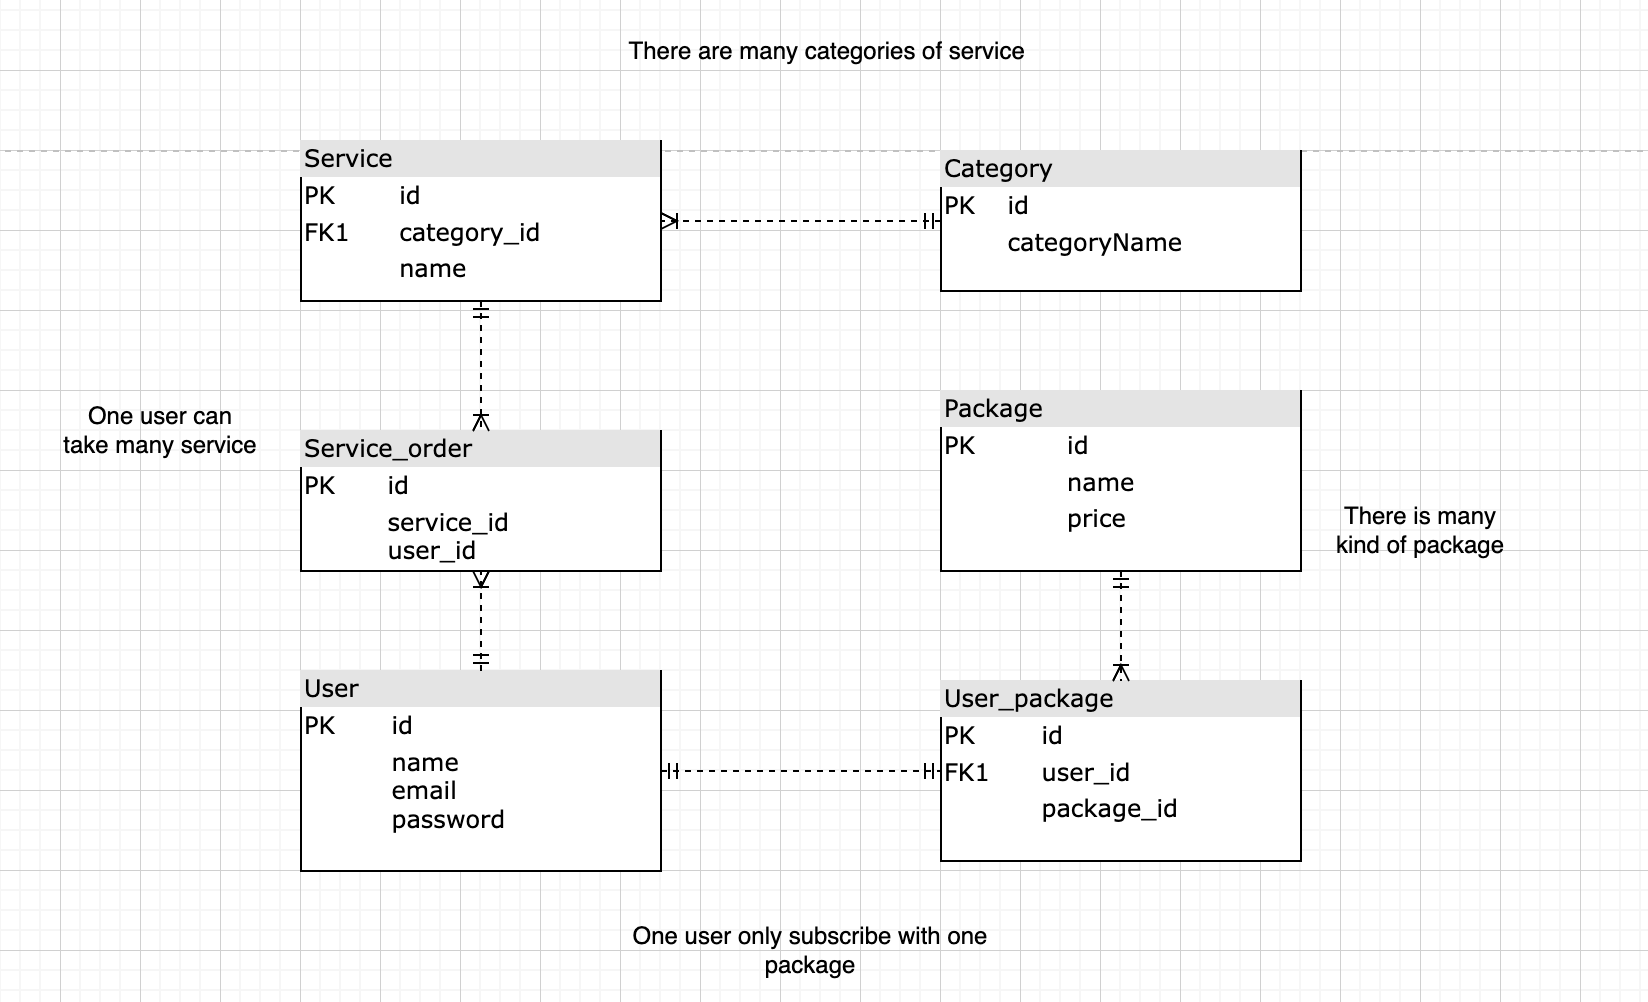 There are many categories of service
Service
PK id
FK1 category_id
name
Category
PK id
categoryName
One user can
take many service
Service_order
PK id
service_id
user_id
Package
PK id
name
price
There is many
kind of package
User
PK id
name
email
password
User_package
PK id
FK1 user_id
package_id
One user only subscribe with one
package